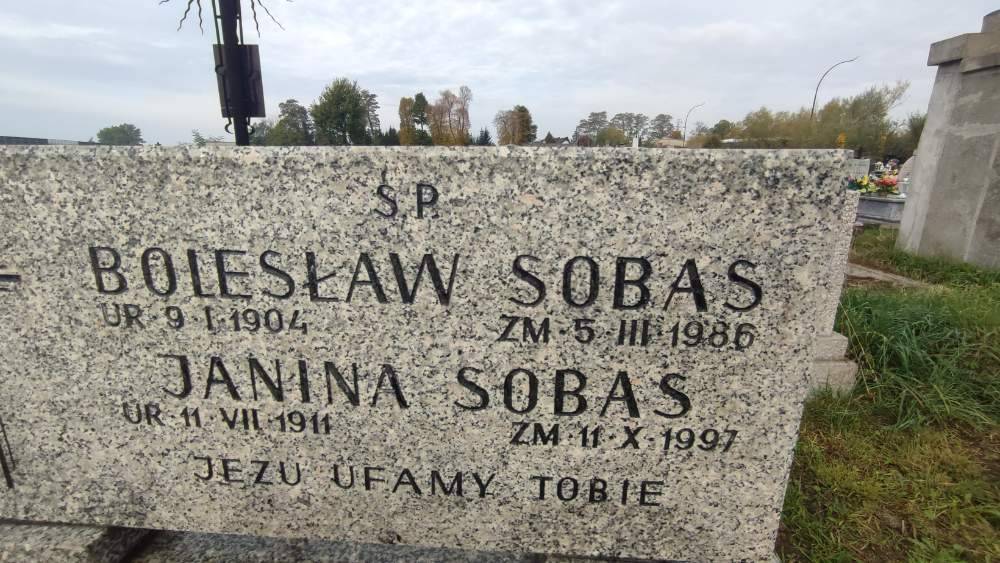 Ś.P.
BOLESŁAW SOBAS
UR·9·I·1904 ZM·5·III·1986
JANINA SOBAS
UR·11·VII·1911 ZM·11·X·1997
JEZU UFAMY TOBIE